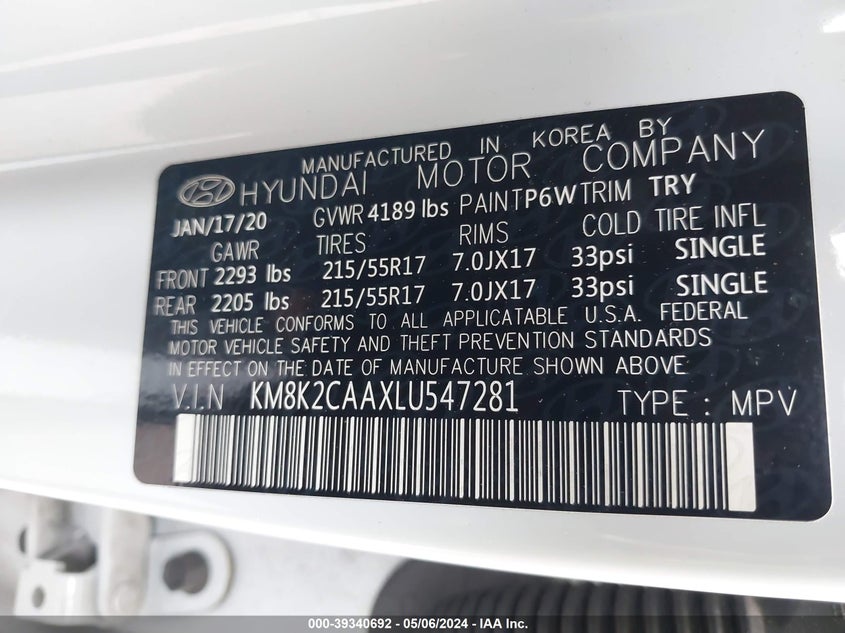 MANUFACTURED IN KOREA BY
HYUNDAI MOTOR COMPANY
JAN/17/20 GVWR 4189 lbs PAINT P6W TRIM TRY
GAWR TIRES RIMS COLD TIRE INFL
FRONT 2293 lbs 215/55R17 7.0JX17 33psi SINGLE
REAR 2205 lbs 215/55R17 7.0JX17 33psi SINGLE
THIS VEHICLE CONFORMS TO ALL APPLICATABLE U.S.A. FEDERAL
MOTOR VEHICLE SAFETY AND THEFT PREVENTION STANDARDS
IN EFFECT ON THE DATE OF MANUFACTURE SHOWN ABOVE
V.I.N KM8K2CAAXLU547281 TYPE : MPV
000-39340692 - 05/06/2024 - IAA Inc.